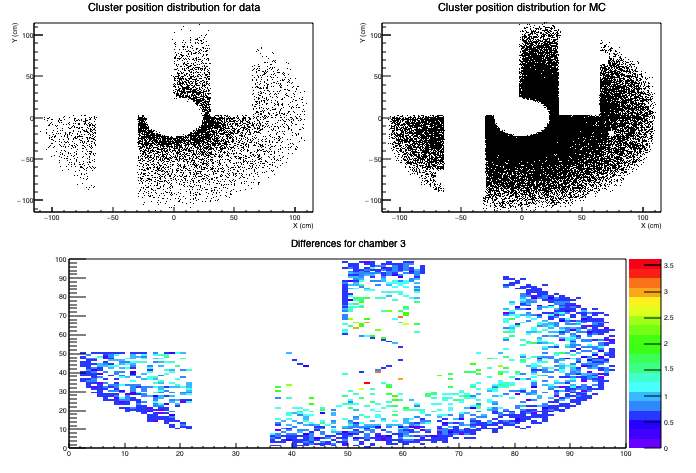 Cluster position distribution for data
Y (cm)
100
50
0
−50
−100
−100 −50 0 50 100
X (cm)
Cluster position distribution for MC
Y (cm)
100
50
0
−50
−100
−100 −50 0 50 100
X (cm)
Differences for chamber 3
100
90
80
70
60
50
40
30
20
10
0
0 10 20 30 40 50 60 70 80 90 100
3.5
3
2.5
2
1.5
1
0.5
0